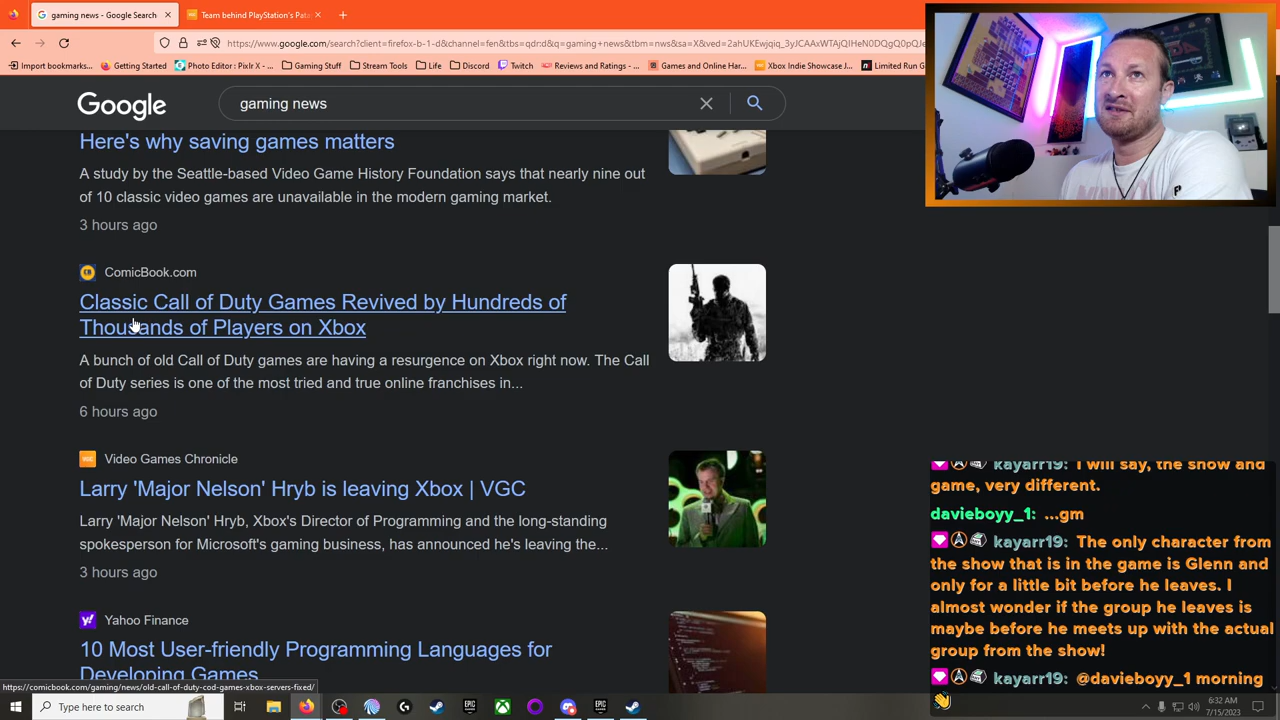 gaming news - Google Search
Team behind PlayStation's Pata
https://www.google.com/search?client=firefox-b-1-d&channel=fen&tbs=qdr:d&q=gaming+news&tbm=nws&sa=X&ved=
Import bookmarks...
Getting Started
Photo Editor : Pixlr X - ...
Gaming Stuff
Stream Tools
Life
Discord
Twitch
Reviews and Ratings - ...
Games and Online Har...
Xbox Indie Showcase J...
Limited Run G
Google
gaming news
Here's why saving games matters
A study by the Seattle-based Video Game History Foundation says that nearly nine out
of 10 classic video games are unavailable in the modern gaming market.
3 hours ago
ComicBook.com
Classic Call of Duty Games Revived by Hundreds of
Thousands of Players on Xbox
A bunch of old Call of Duty games are having a resurgence on Xbox right now. The Call
of Duty series is one of the most tried and true online franchises in...
6 hours ago
Video Games Chronicle
Larry 'Major Nelson' Hryb is leaving Xbox | VGC
Larry 'Major Nelson' Hryb, Xbox's Director of Programming and the long-standing
spokesperson for Microsoft's gaming business, has announced he's leaving the...
3 hours ago
Yahoo Finance
10 Most User-friendly Programming Languages for
Developing Games
https://comicbook.com/gaming/news/old-call-of-duty-cod-games-xbox-servers-fixed/
kayarr19: I will say, the show and
game, very different.
davieboyy_1: ...gm
kayarr19: The only character from
the show that is in the game is Glenn and
only for a little bit before he leaves. I
almost wonder if the group he leaves is
maybe before he meets up with the actual
group from the show!
kayarr19: @davieboyy_1 morning
Type here to search
6:32 AM
7/15/2023